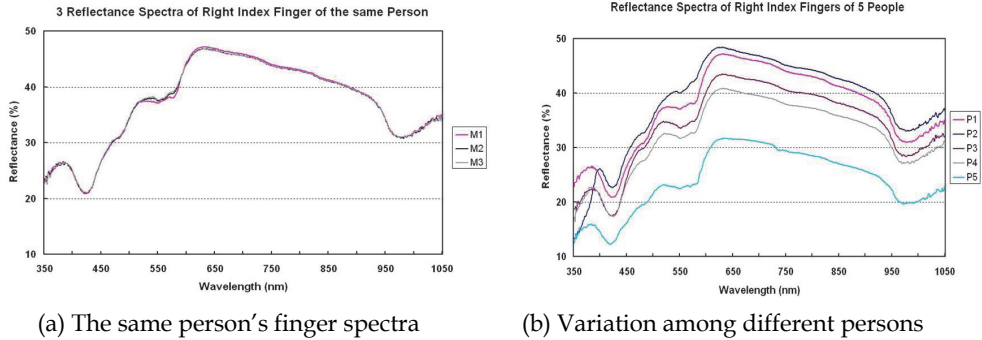 3 Reflectance Spectra of Right Index Finger of the same Person
50
40
30
20
10
Reflectance (%)
350 450 550 650 750 850 950 1050
Wavelength (nm)
M1
M2
M3
(a) The same person's finger spectra
Reflectance Spectra of Right Index Fingers of 5 People
50
40
30
20
10
Reflectance (%)
350 450 550 650 750 850 950 1050
Wavelength (nm)
P1
P2
P3
P4
P5
(b) Variation among different persons